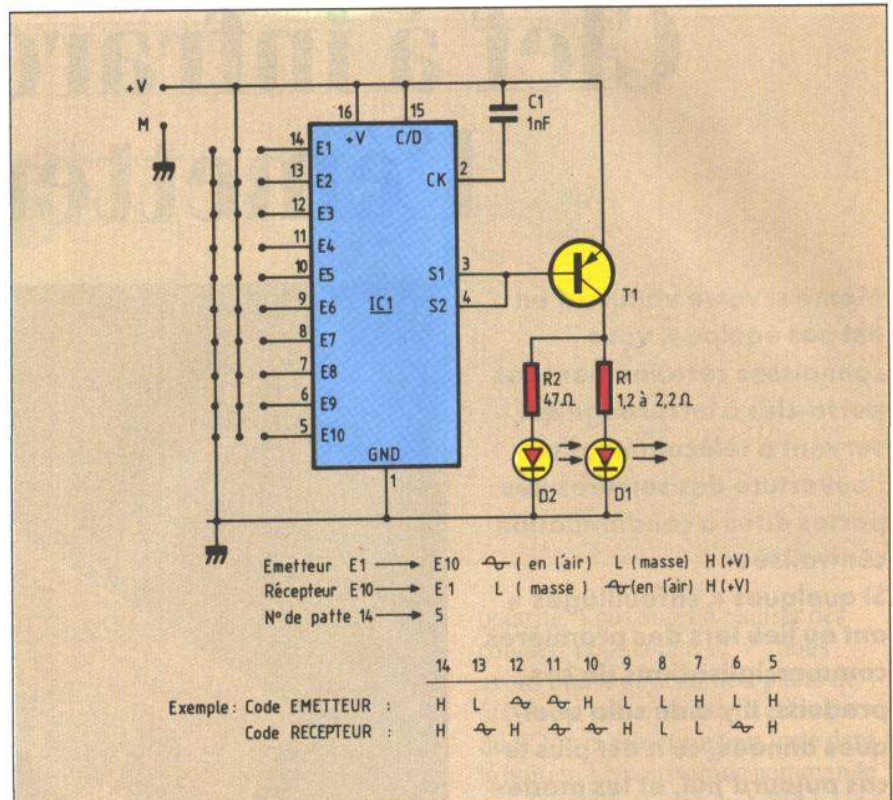 +V
M
16 15
+V C/D
C1
1nF
14 E1
13 E2
12 E3
11 E4
10 E5
9 E6
8 E7
7 E8
6 E9
5 E10
IC1
CK 2
S1 3
S2 4
GND
1
T1
R2
47Ω
R1
1,2 à 2,2 Ω
D2
D1
Emetteur E1 → E10 ∿ ( en l'air) L ( masse) H (+V)
Récepteur E10 → E1 L ( masse ) ∿ (en l'air) H (+V)
N° de patte 14 → 5
14 13 12 11 10 9 8 7 6 5
Exemple : Code EMETTEUR : H L ∿ ∿ H L L H L H
Code RECEPTEUR : H ∿ H ∿ ∿ H L L ∿ H